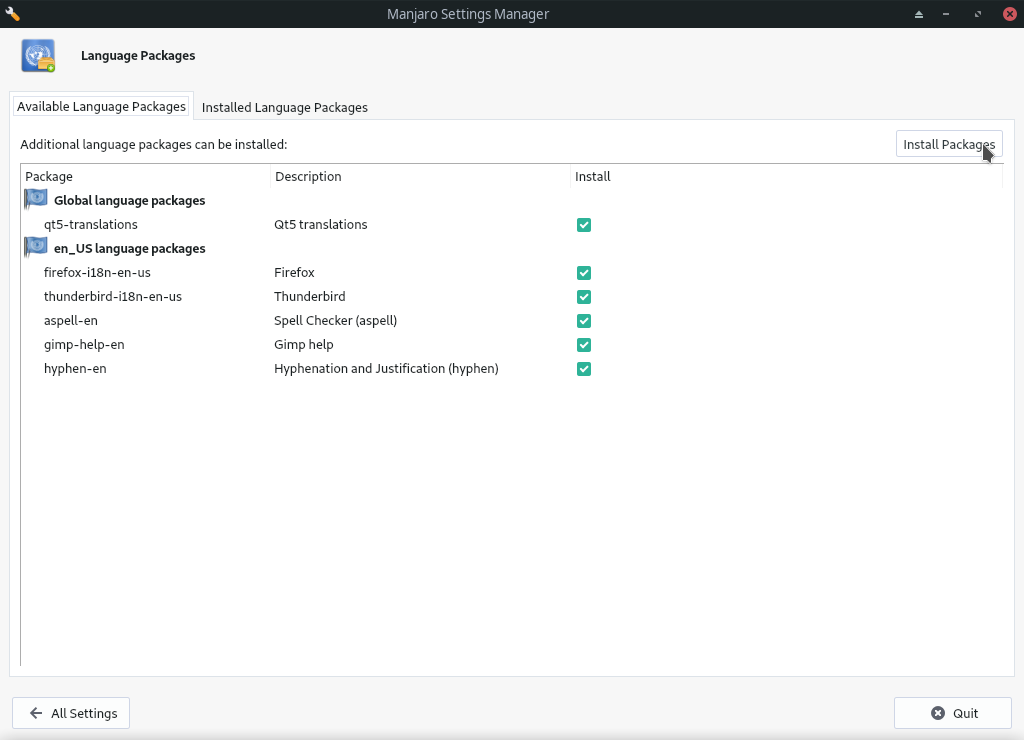 Manjaro Settings Manager
Language Packages
Available Language Packages Installed Language Packages
Additional language packages can be installed: Install Packages
Package Description Install
Global language packages
qt5-translations Qt5 translations
en_US language packages
firefox-i18n-en-us Firefox
thunderbird-i18n-en-us Thunderbird
aspell-en Spell Checker (aspell)
gimp-help-en Gimp help
hyphen-en Hyphenation and Justification (hyphen)
All Settings Quit